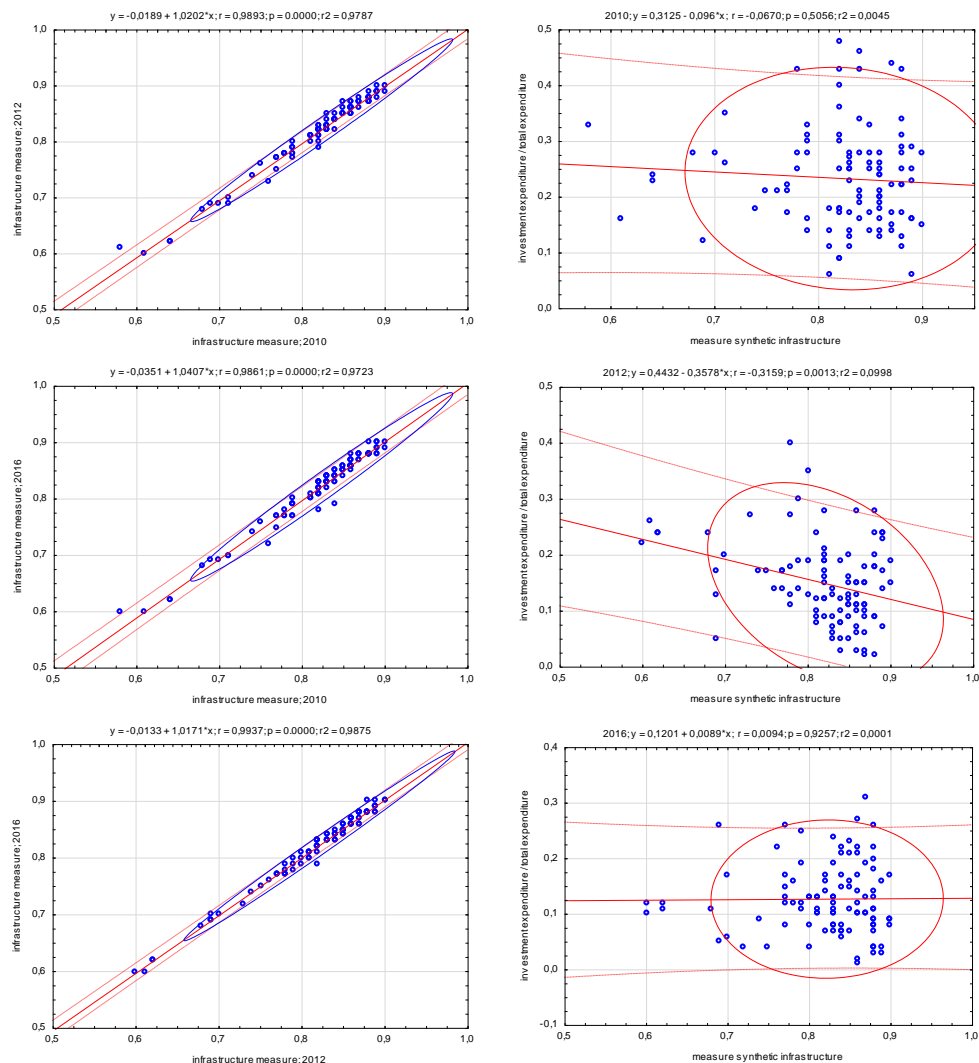 y = -0,0189 + 1,0202*x; r = 0,9893; p = 0.0000; r2 = 0,9787
1,0
0,9
0,8
0,7
0,6
0,5
infrastructure measure; 2012
0,5 0,6 0,7 0,8 0,9 1,0
infrastructure measure; 2010
2010; y = 0,3125 - 0,096*x; r = -0,0670; p = 0,5056; r2 = 0,0045
0,5
0,4
0,3
0,2
0,1
0,0
investment expenditure / total expenditure
0,6 0,7 0,8 0,9
measure synthetic infrastructure
y = -0,0351 + 1,0407*x; r = 0,9861; p = 0.0000; r2 = 0,9723
1,0
0,9
0,8
0,7
0,6
0,5
infrastructure measure; 2016
0,5 0,6 0,7 0,8 0,9 1,0
infrastructure measure; 2010
2012; y = 0,4432 - 0,3578*x; r = -0,3159; p = 0,0013; r2 = 0,0998
0,5
0,4
0,3
0,2
0,1
0,0
investment expenditure / total expenditure
0,5 0,6 0,7 0,8 0,9 1,0
measure synthetic infrastructure
y = -0,0133 + 1,0171*x; r = 0,9937; p = 0.0000; r2 = 0,9875
1,0
0,9
0,8
0,7
0,6
0,5
infrastructure measure; 2016
0,5 0,6 0,7 0,8 0,9 1,0
infrastructure measure; 2012
2016; y = 0,1201 + 0,0089*x; r = 0,0094; p = 0,9257; r2 = 0,0001
0,4
0,3
0,2
0,1
0,0
-0,1
investment expenditure / total expenditure
0,5 0,6 0,7 0,8 0,9 1,0
measure synthetic infrastructure